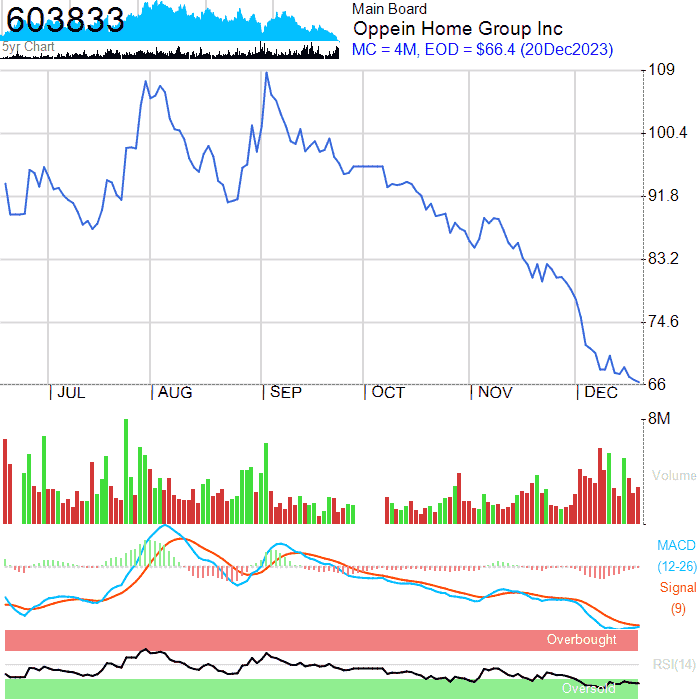 603833
5yr Chart
Main Board
Oppein Home Group Inc
MC = 4M, EOD = $66.4 (20Dec2023)
109
100.4
91.8
83.2
74.6
66
JUL
AUG
SEP
OCT
NOV
DEC
8M
Volume
MACD
(12-26)
Signal
(9)
Overbought
RSI(14)
Oversold